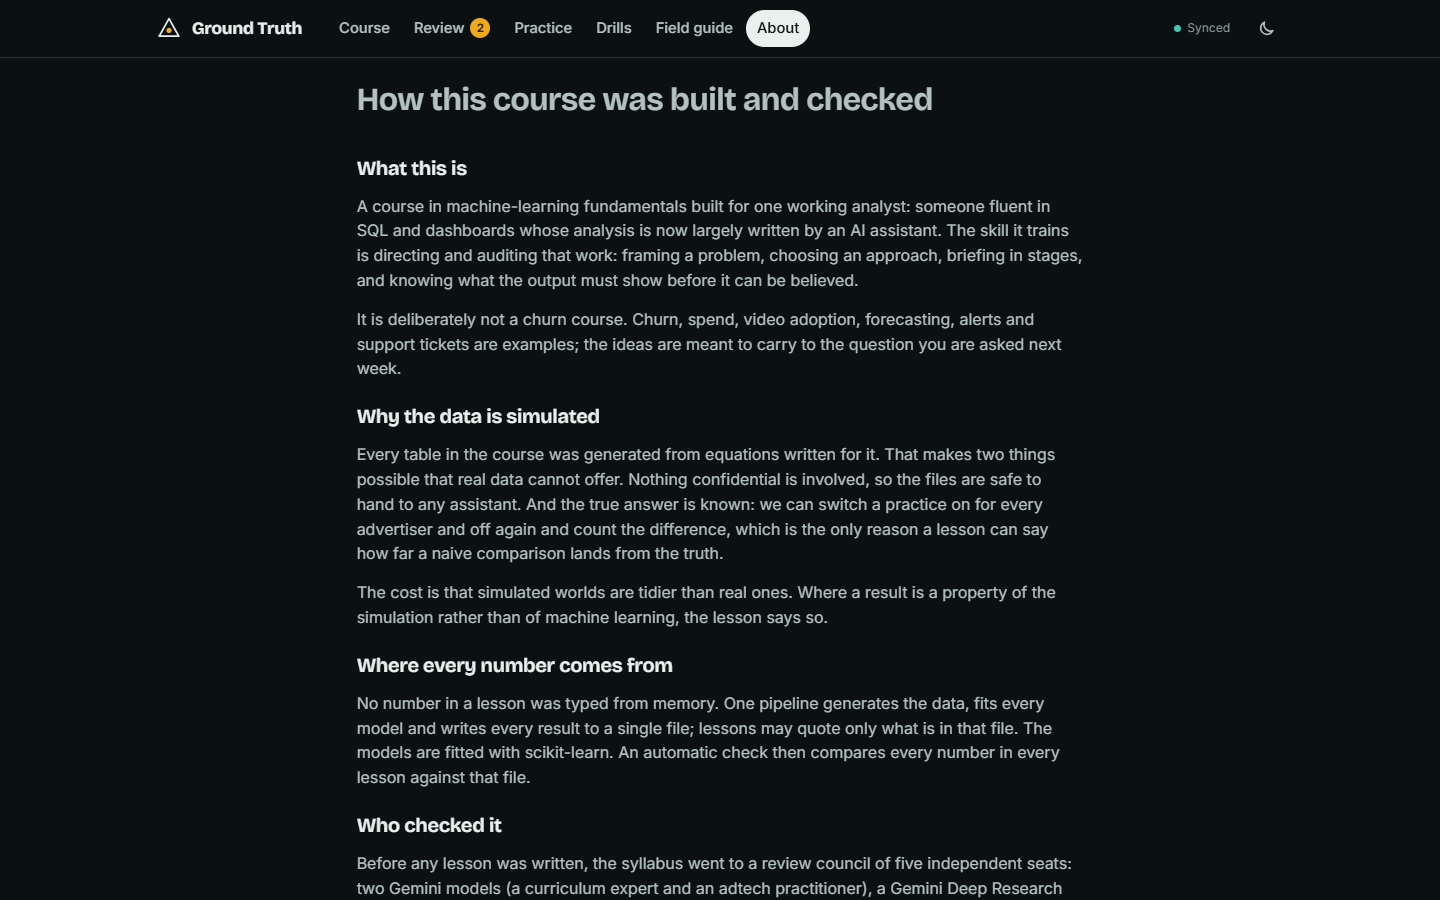 Ground Truth
Course
Review 2
Practice
Drills
Field guide
About
Synced
How this course was built and checked
What this is
A course in machine-learning fundamentals built for one working analyst: someone fluent in
SQL and dashboards whose analysis is now largely written by an AI assistant. The skill it trains
is directing and auditing that work: framing a problem, choosing an approach, briefing in stages,
and knowing what the output must show before it can be believed.
It is deliberately not a churn course. Churn, spend, video adoption, forecasting, alerts and
support tickets are examples; the ideas are meant to carry to the question you are asked next
week.
Why the data is simulated
Every table in the course was generated from equations written for it. That makes two things
possible that real data cannot offer. Nothing confidential is involved, so the files are safe to
hand to any assistant. And the true answer is known: we can switch a practice on for every
advertiser and off again and count the difference, which is the only reason a lesson can say
how far a naive comparison lands from the truth.
The cost is that simulated worlds are tidier than real ones. Where a result is a property of the
simulation rather than of machine learning, the lesson says so.
Where every number comes from
No number in a lesson was typed from memory. One pipeline generates the data, fits every
model and writes every result to a single file; lessons may quote only what is in that file. The
models are fitted with scikit-learn. An automatic check then compares every number in every
lesson against that file.
Who checked it
Before any lesson was written, the syllabus went to a review council of five independent seats:
two Gemini models (a curriculum expert and an adtech practitioner), a Gemini Deep Research